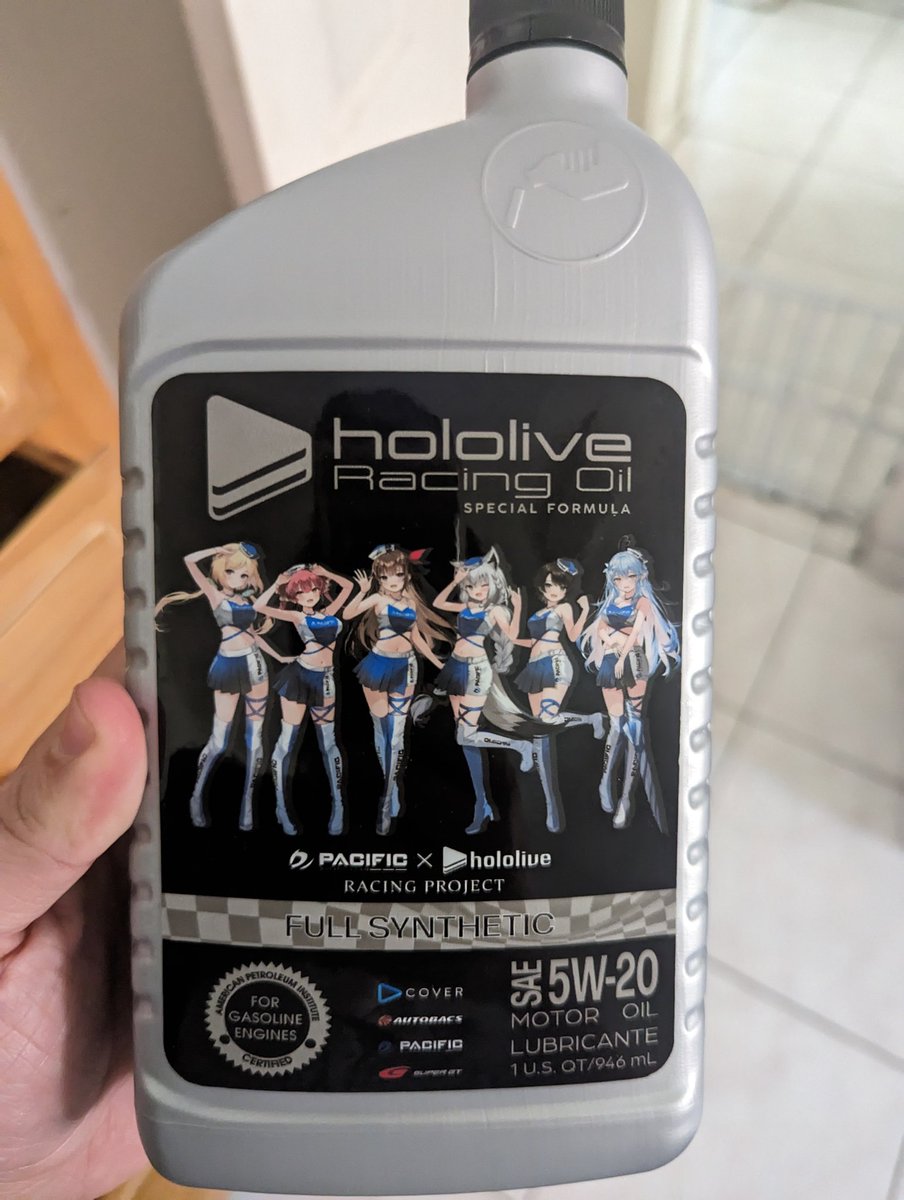 hololive
Racing Oil
SPECIAL FORMULA
PACIFIC × hololive
RACING PROJECT
FULL SYNTHETIC
AMERICAN PETROLEUM INSTITUTE
FOR
GASOLINE
ENGINES
CERTIFIED
COVER
AUTOBACS
PACIFIC
SUPER GT
SAE 5W-20
MOTOR OIL
LUBRICANTE
1 U.S. QT/946 mL